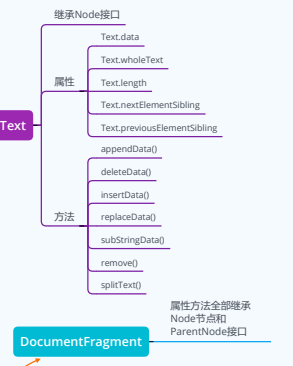 继承Node接口
Text.data
Text.wholeText
属性
Text.length
Text.nextElementSibling
Text.previousElementSibling
Text
appendData()
deleteData()
insertData()
方法
replaceData()
subStringData()
remove()
splitText()
属性方法全部继承
Node节点和
ParentNode接口
DocumentFragment